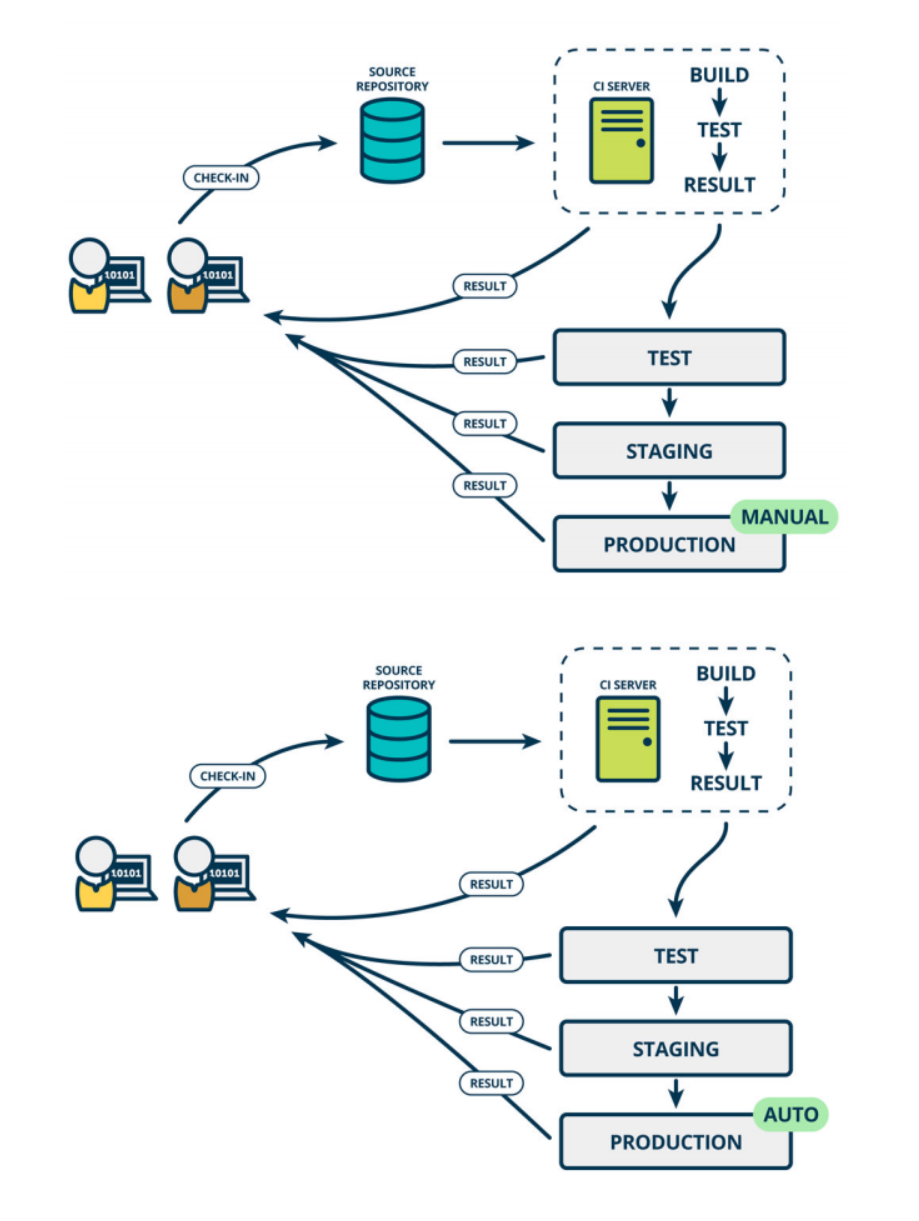 SOURCE
REPOSITORY
CI SERVER
BUILD
TEST
RESULT
CHECK-IN
10101
10101
RESULT
RESULT
TEST
RESULT
STAGING
RESULT
MANUAL
PRODUCTION
SOURCE
REPOSITORY
CI SERVER
BUILD
TEST
RESULT
CHECK-IN
10101
10101
RESULT
RESULT
TEST
RESULT
STAGING
RESULT
AUTO
PRODUCTION